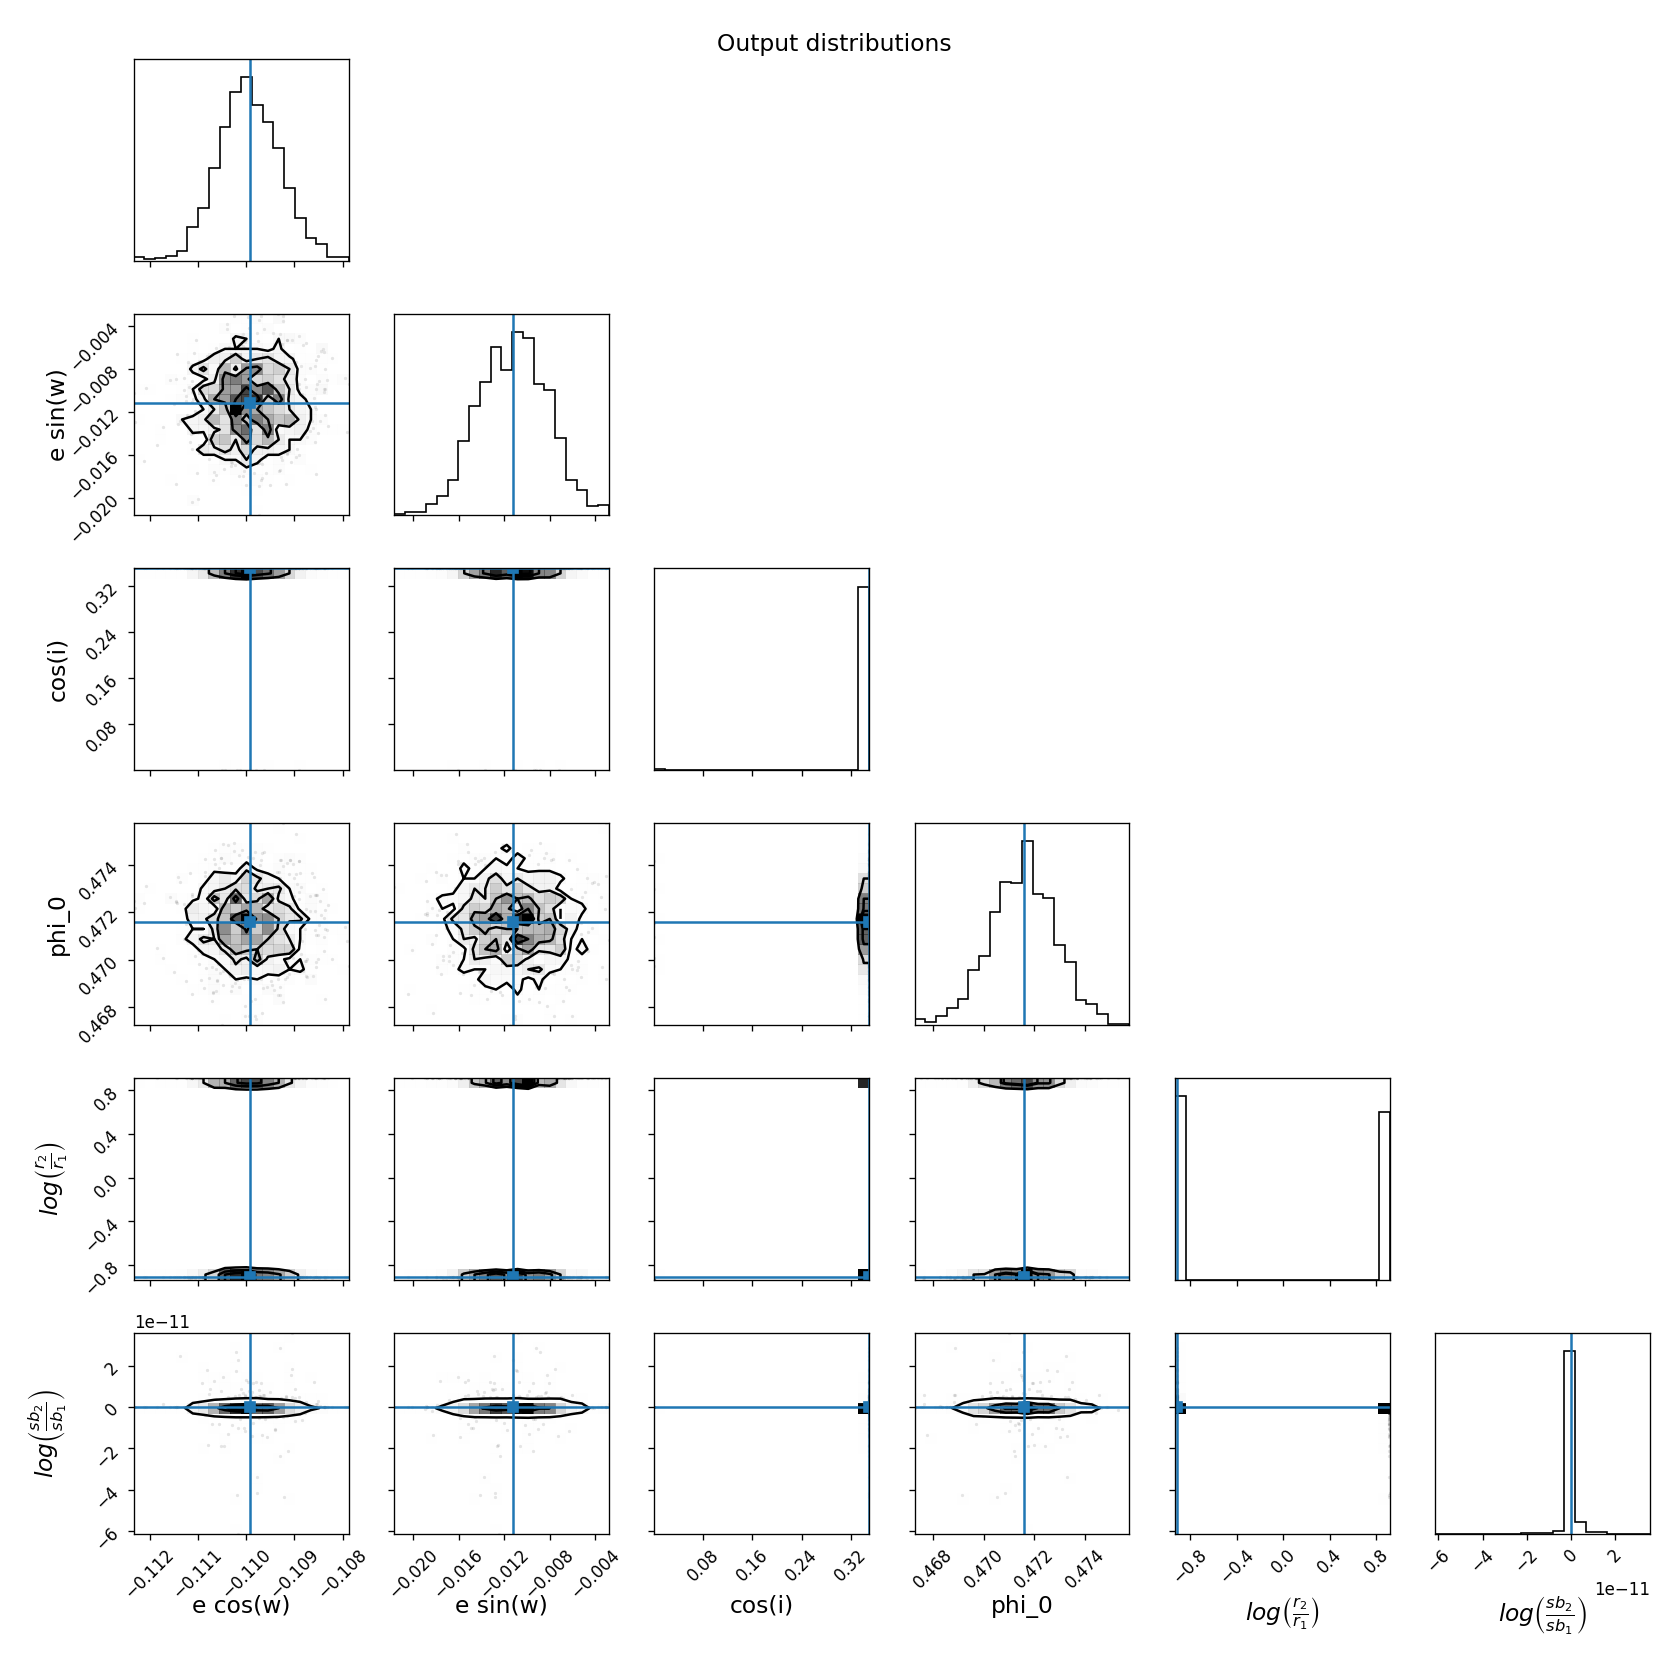 Output distributions
e sin(w)
−0.004
−0.008
−0.012
−0.016
−0.020
cos(i)
0.32
0.24
0.16
0.08
phi_0
0.474
0.472
0.470
0.468
log(r₂/r₁)
0.8
0.4
0.0
−0.4
−0.8
1e−11
log(sb₂/sb₁)
2
0
−2
−4
−6
−0.112 −0.111 −0.110 −0.109 −0.108
−0.020 −0.016 −0.012 −0.008 −0.004
0.08 0.16 0.24 0.32
0.468 0.470 0.472 0.474
−0.8 −0.4 0.0 0.4 0.8
−6 −4 −2 0 2
1e−11
e cos(w)
e sin(w)
cos(i)
phi_0
log(r₂/r₁)
log(sb₂/sb₁)